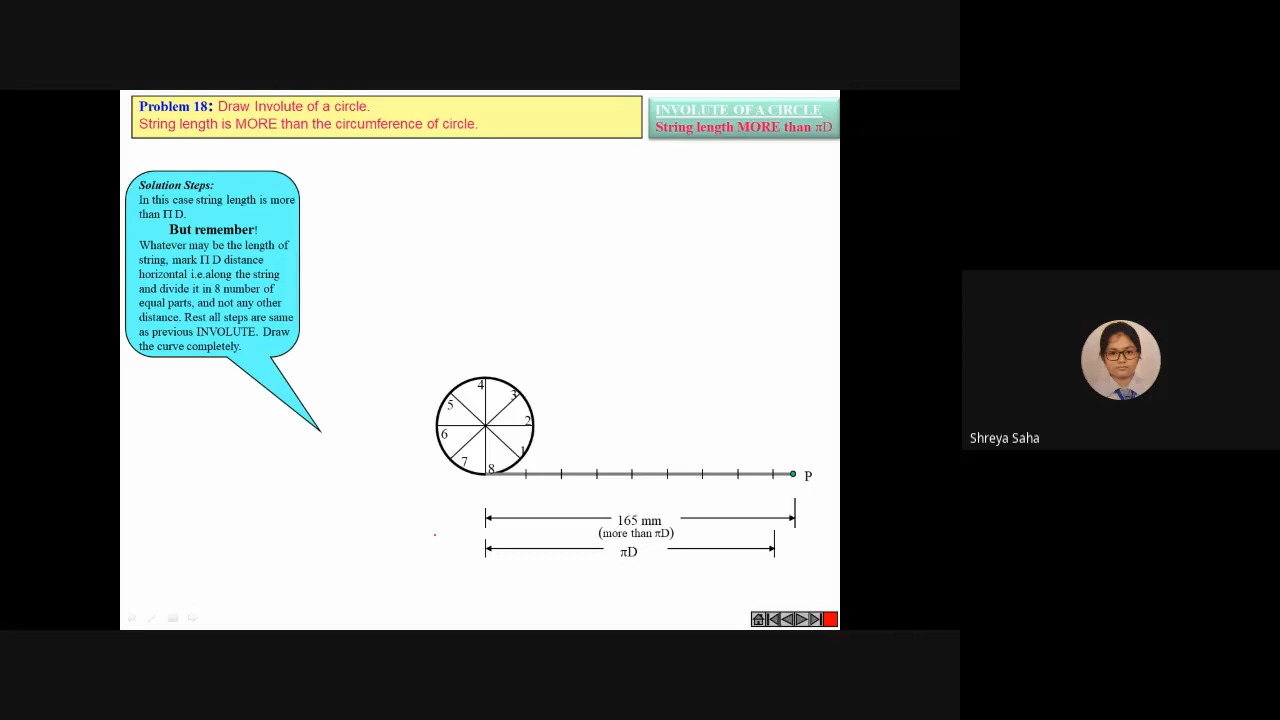 Problem 18: Draw Involute of a circle.
String length is MORE than the circumference of circle.
INVOLUTE OF A CIRCLE
String length MORE than πD
Solution Steps:
In this case string length is more
than Π D.
But remember!
Whatever may be the length of
string, mark Π D distance
horizontal i.e.along the string
and divide it in 8 number of
equal parts, and not any other
distance. Rest all steps are same
as previous INVOLUTE. Draw
the curve completely.
4
3
5
2
6
1
7
8
P
165 mm
(more than πD)
πD
Shreya Saha